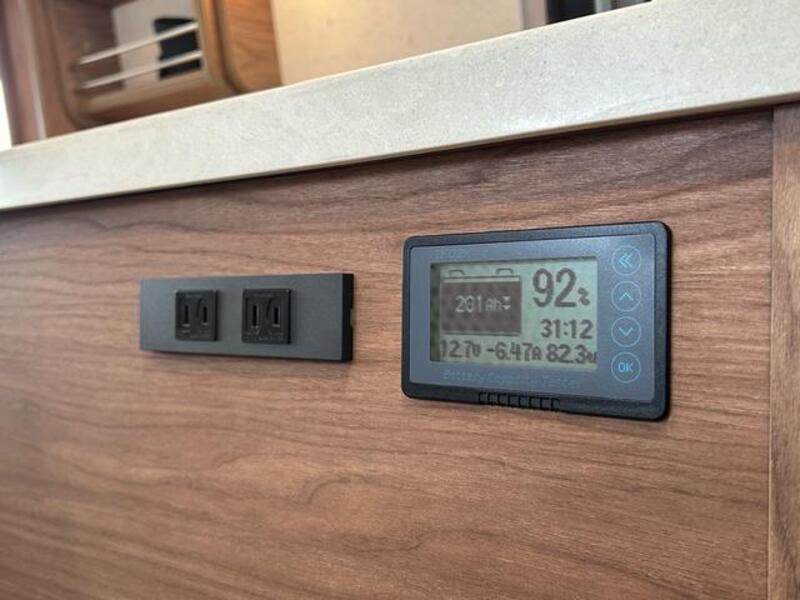 92%
201Ah
31:12
12.7V -6.47A 82.3W
OK
Battery Capacity Tester